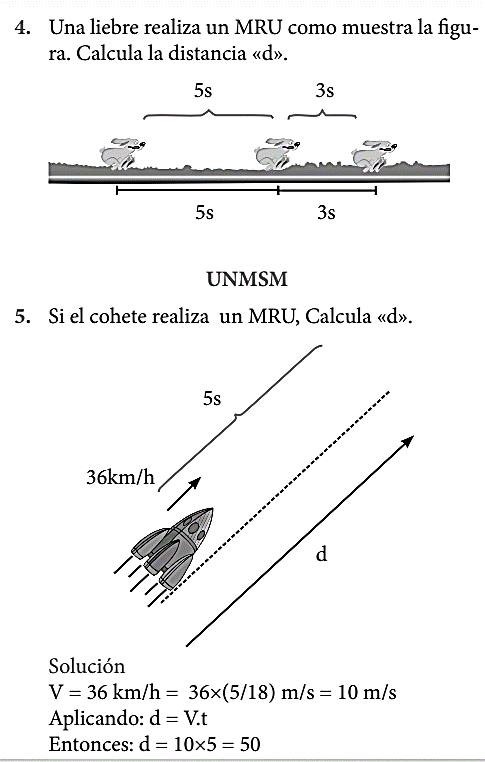 4. Una liebre realiza un MRU como muestra la figu-
ra. Calcula la distancia «d».
5s 3s
5s 3s
UNMSM
5. Si el cohete realiza un MRU, Calcula «d».
5s
36km/h
d
Solución
V = 36 km/h = 36×(5/18) m/s = 10 m/s
Aplicando: d = V.t
Entonces: d = 10×5 = 50